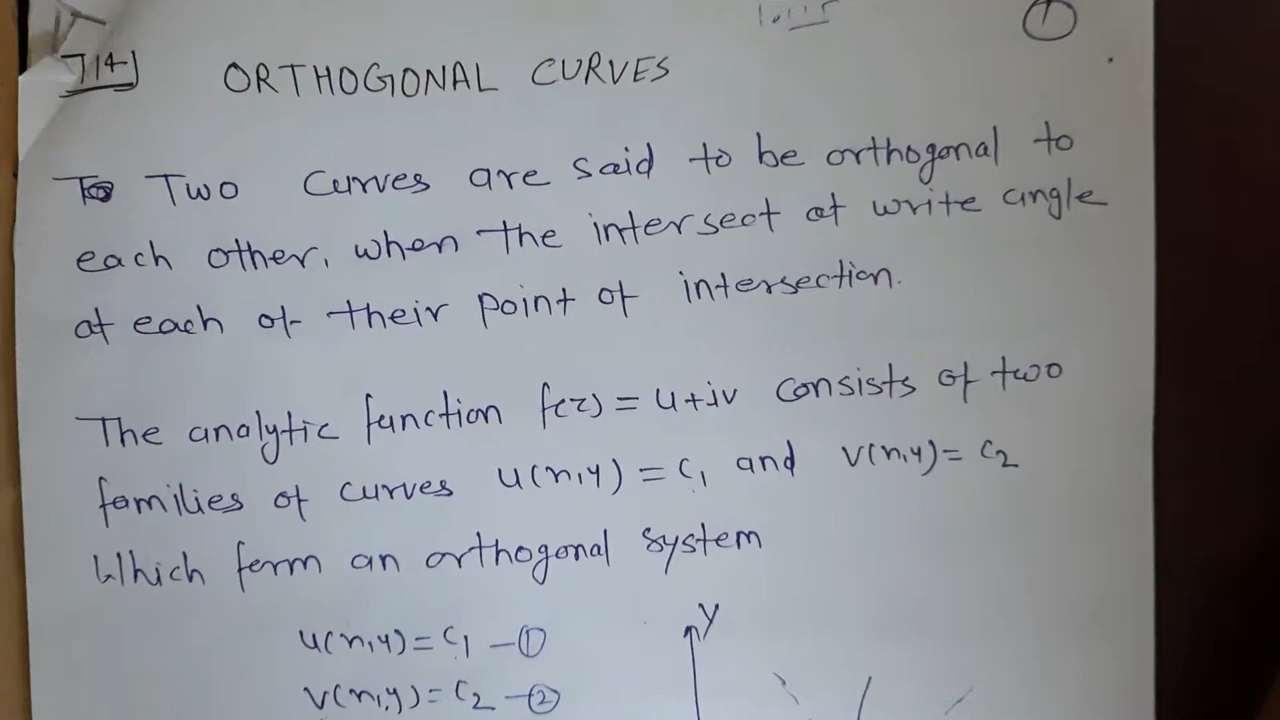 ①
7.14) ORTHOGONAL CURVES
Two Curves are said to be orthogonal to
each other, when the intersect at write angle
at each of their point of intersection.
The analytic function f(z) = u+iv consists of two
families of curves u(x,y) = c₁ and v(x,y) = c₂
Which form an orthogonal system
u(x,y) = c₁ — ①
v(x,y) = c₂ — ②
y